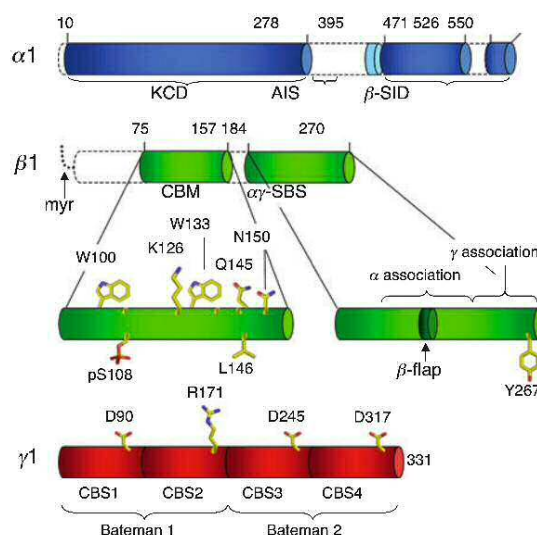 10 278 395 471 526 550
α1
KCD AIS β-SID
75 157 184 270
β1
CBM αγ-SBS
myr
W133
W100 K126 N150
Q145
γ association
α association
pS108 L146 β-flap
Y267
R171
D90 D245 D317
γ1
331
CBS1 CBS2 CBS3 CBS4
Bateman 1 Bateman 2